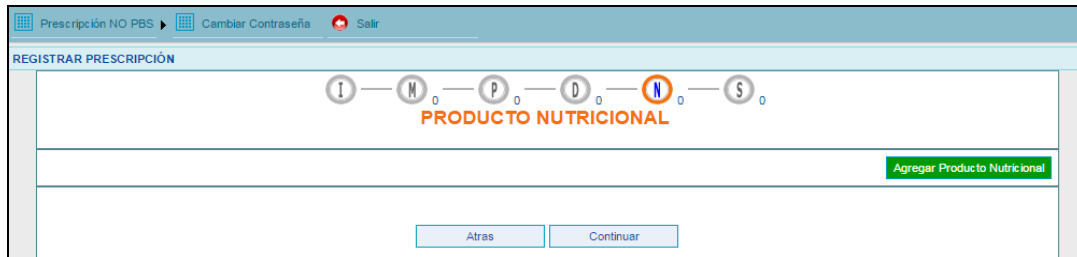 Prescripción NO PBS Cambiar Contraseña Salir
REGISTRAR PRESCRIPCIÓN
I M 0 P 0 D 0 N 0 S 0
PRODUCTO NUTRICIONAL
Agregar Producto Nutricional
Atras Continuar